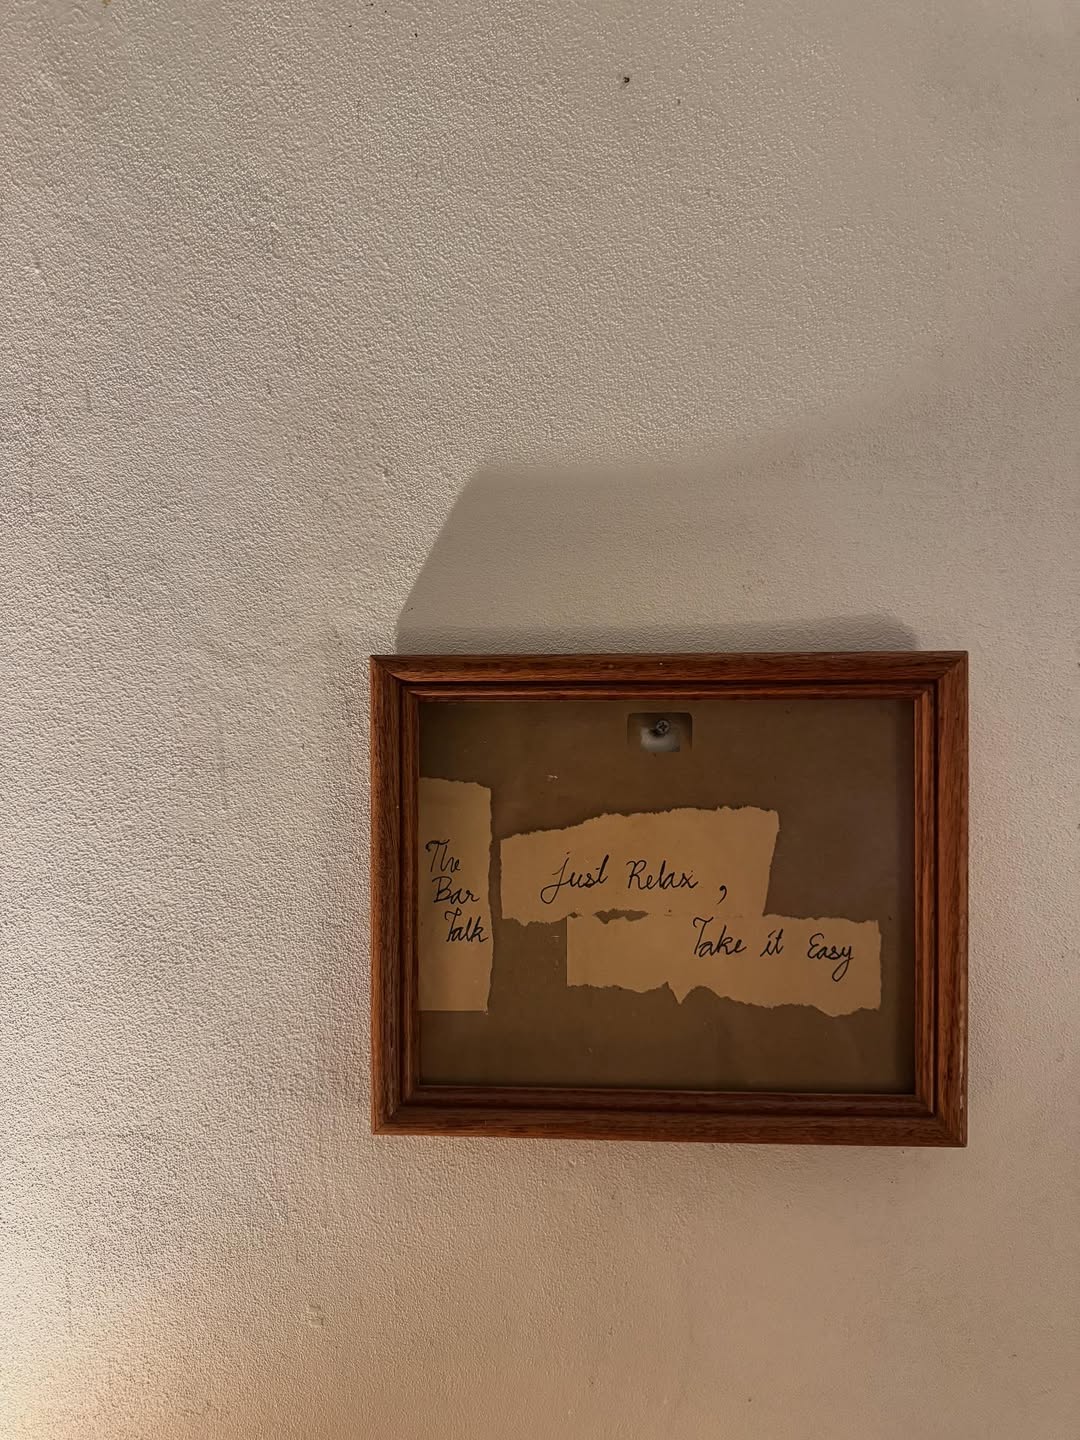 The
Bar
Talk
just Relax ,
Take it Easy